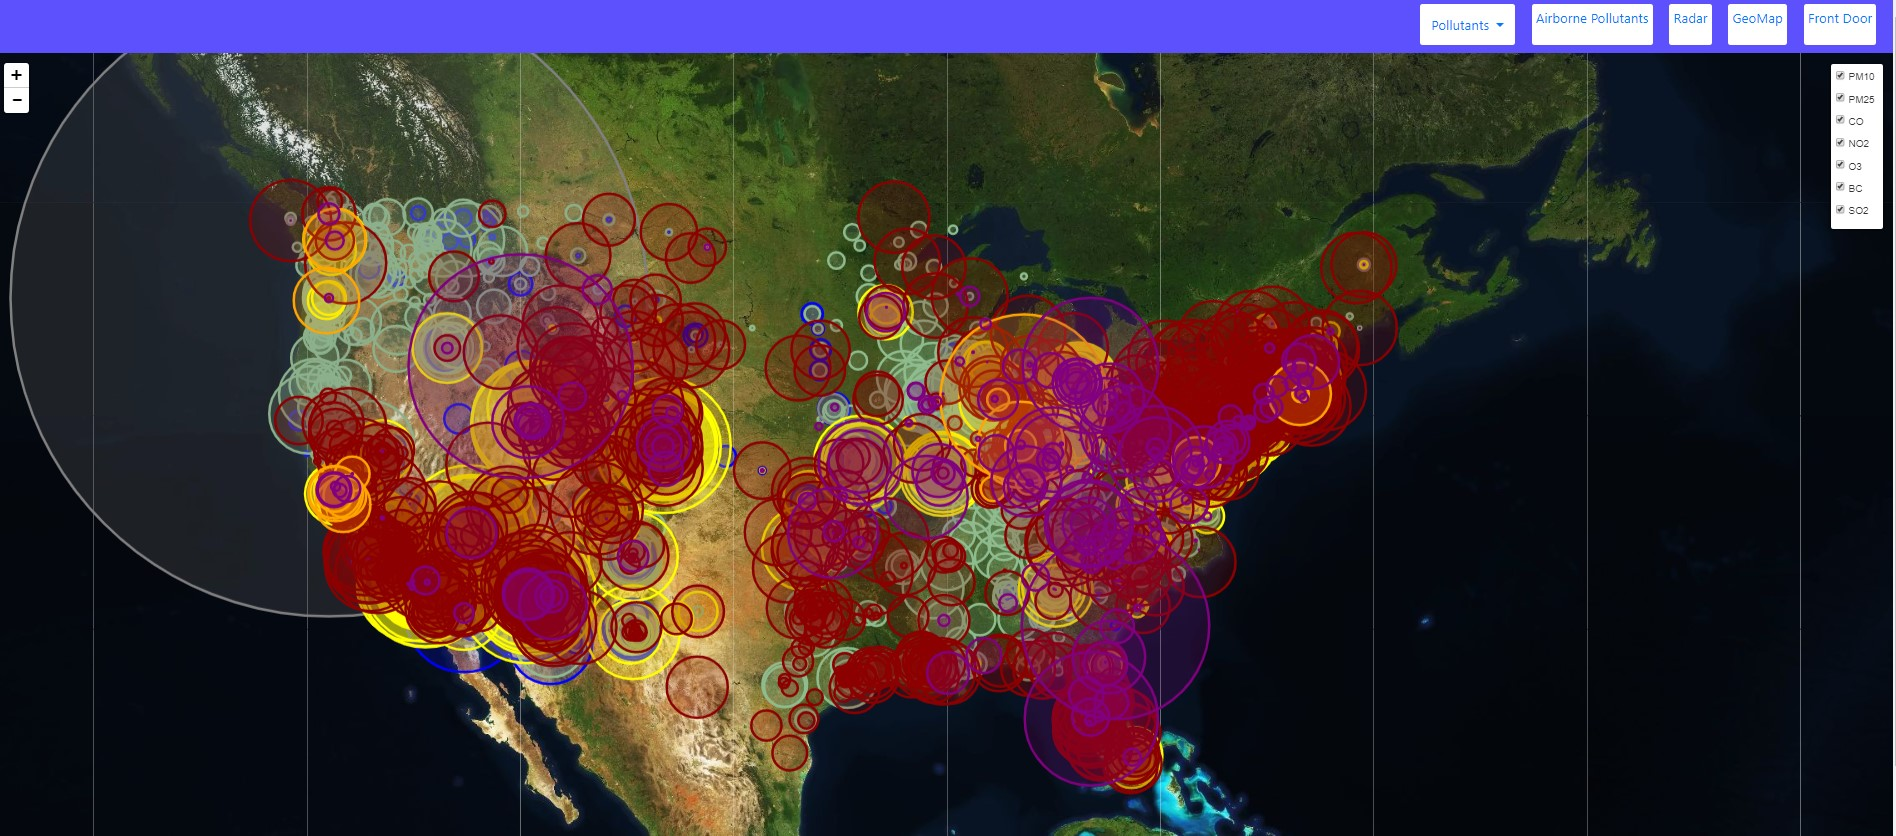 Pollutants
Airborne Pollutants
Radar
GeoMap
Front Door
+
−
PM10
PM25
CO
NO2
O3
BC
SO2